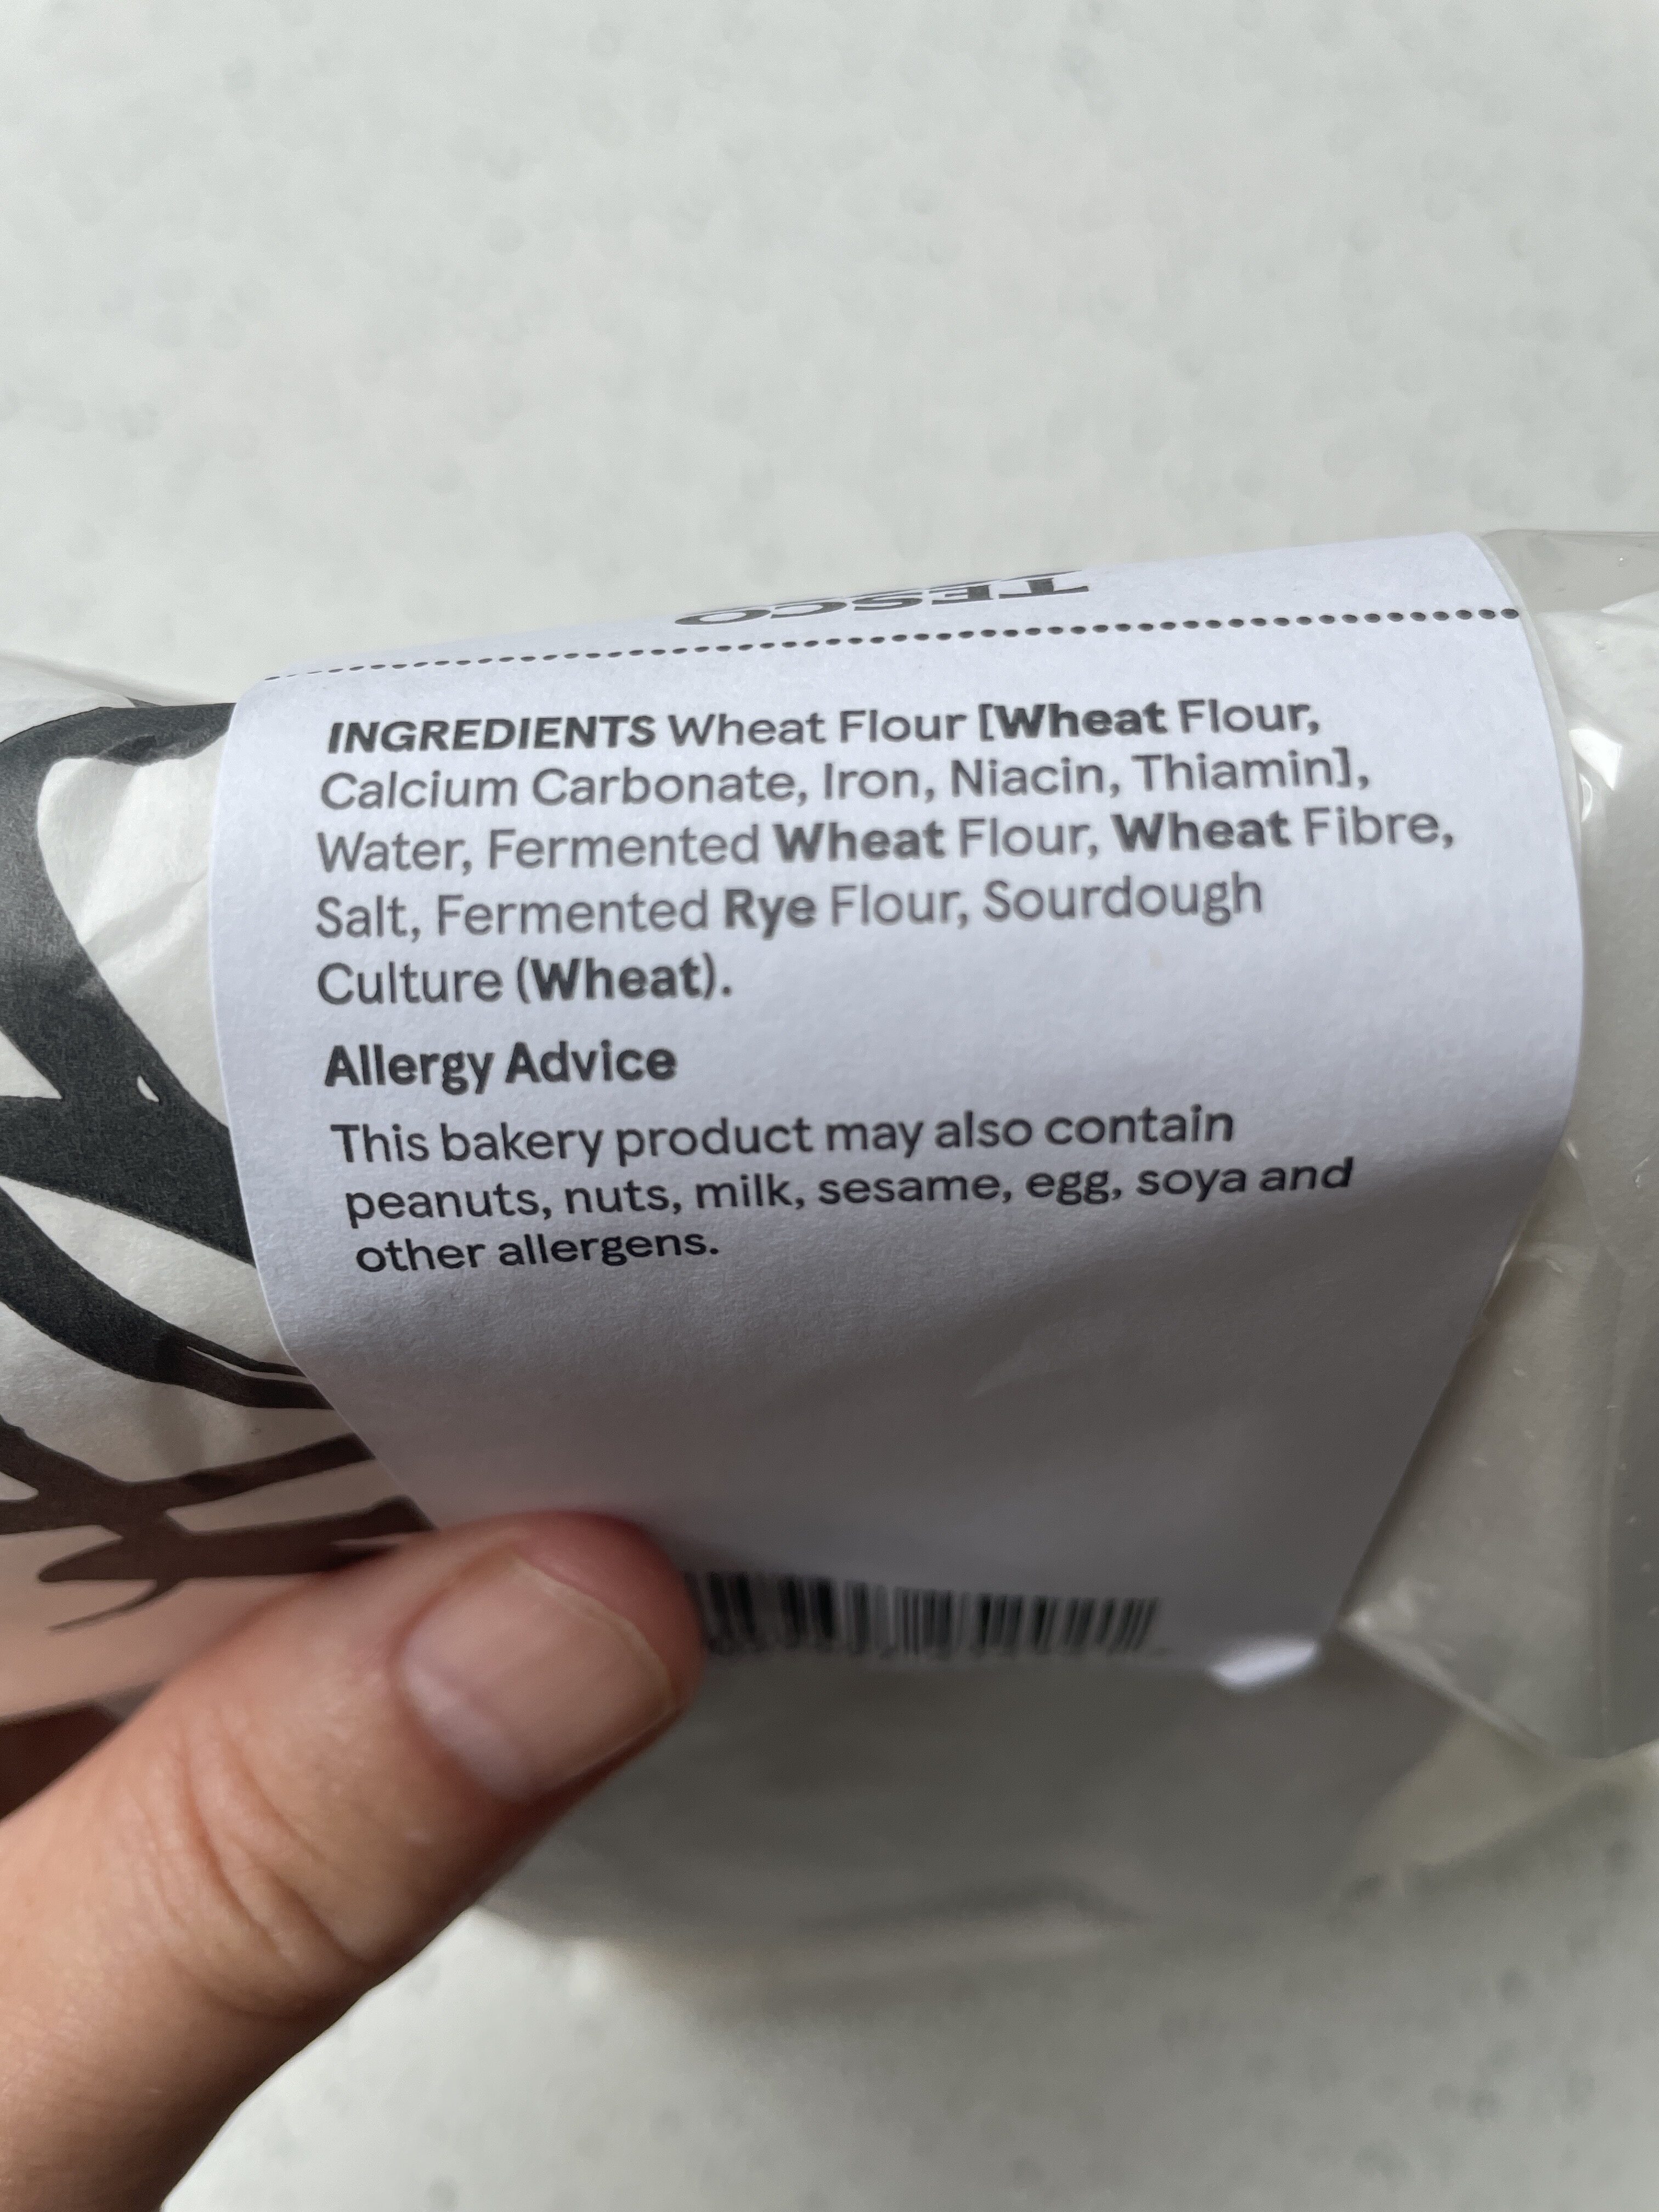 TESCO
INGREDIENTS Wheat Flour [Wheat Flour,
Calcium Carbonate, Iron, Niacin, Thiamin],
Water, Fermented Wheat Flour, Wheat Fibre,
Salt, Fermented Rye Flour, Sourdough
Culture (Wheat).
Allergy Advice
This bakery product may also contain
peanuts, nuts, milk, sesame, egg, soya and
other allergens.